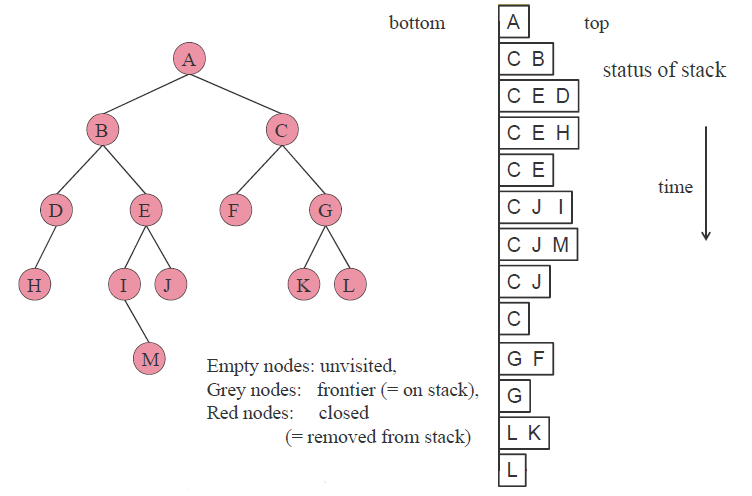 bottom
top
status of stack
time
A
B C
D E F G
H I J K L
M
A
C B
C E D
C E H
C E
C J I
C J M
C J
C
G F
G
L K
L
Empty nodes: unvisited,
Grey nodes: frontier (= on stack),
Red nodes: closed
(= removed from stack)